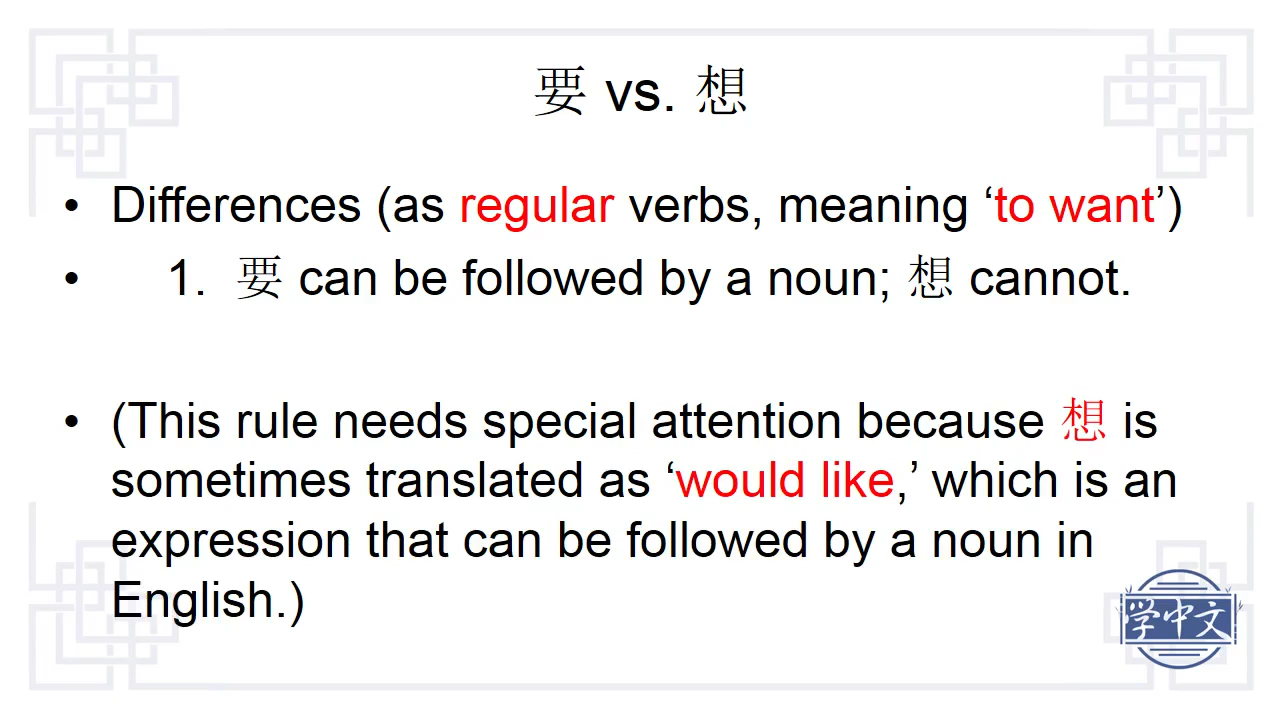 要 vs. 想
• Differences (as regular verbs, meaning ‘to want’)
• 1. 要 can be followed by a noun; 想 cannot.
• (This rule needs special attention because 想 is
sometimes translated as ‘would like,’ which is an
expression that can be followed by a noun in
English.)
学中文